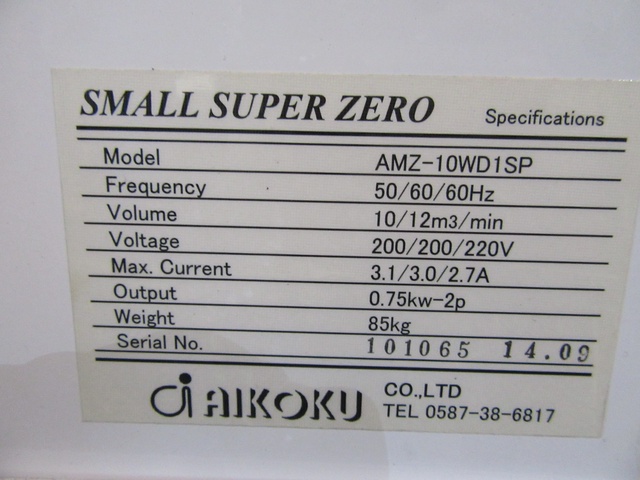 SMALL SUPER ZERO Specifications
Model AMZ-10WD1SP
Frequency 50/60/60Hz
Volume 10/12m3/min
Voltage 200/200/220V
Max. Current 3.1/3.0/2.7A
Output 0.75kw-2p
Weight 85kg
Serial No. 101065 14.09
AIKOKU CO.,LTD
TEL 0587-38-6817